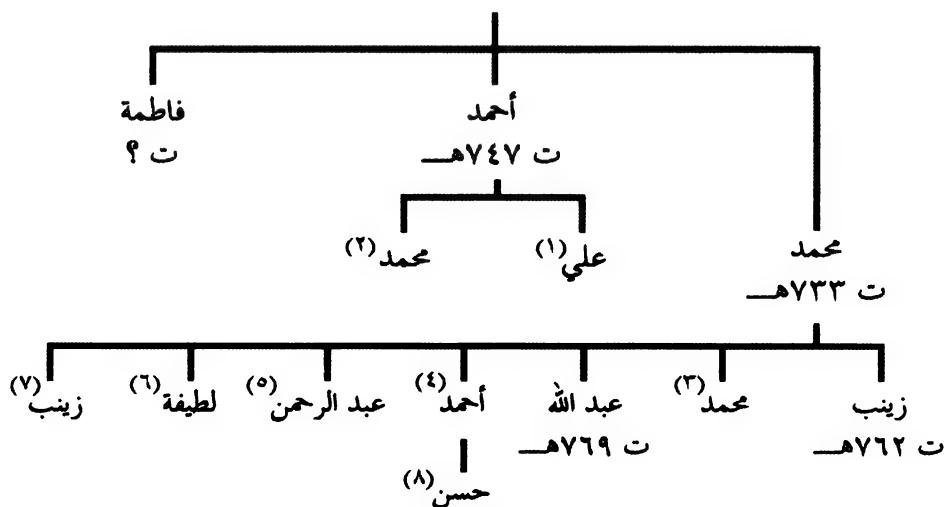 أحمد
ت ٧٤٧هـ
فاطمة
ت ؟
علي(١)
محمد(٢)
محمد
ت ٧٣٣هـ
زينب
ت ٧٦٢هـ
محمد(٣)
عبد الله
ت ٧٦٩هـ
أحمد(٤)
عبد الرحمن(٥)
لطيفة(٦)
زينب(٧)
حسن(٨)